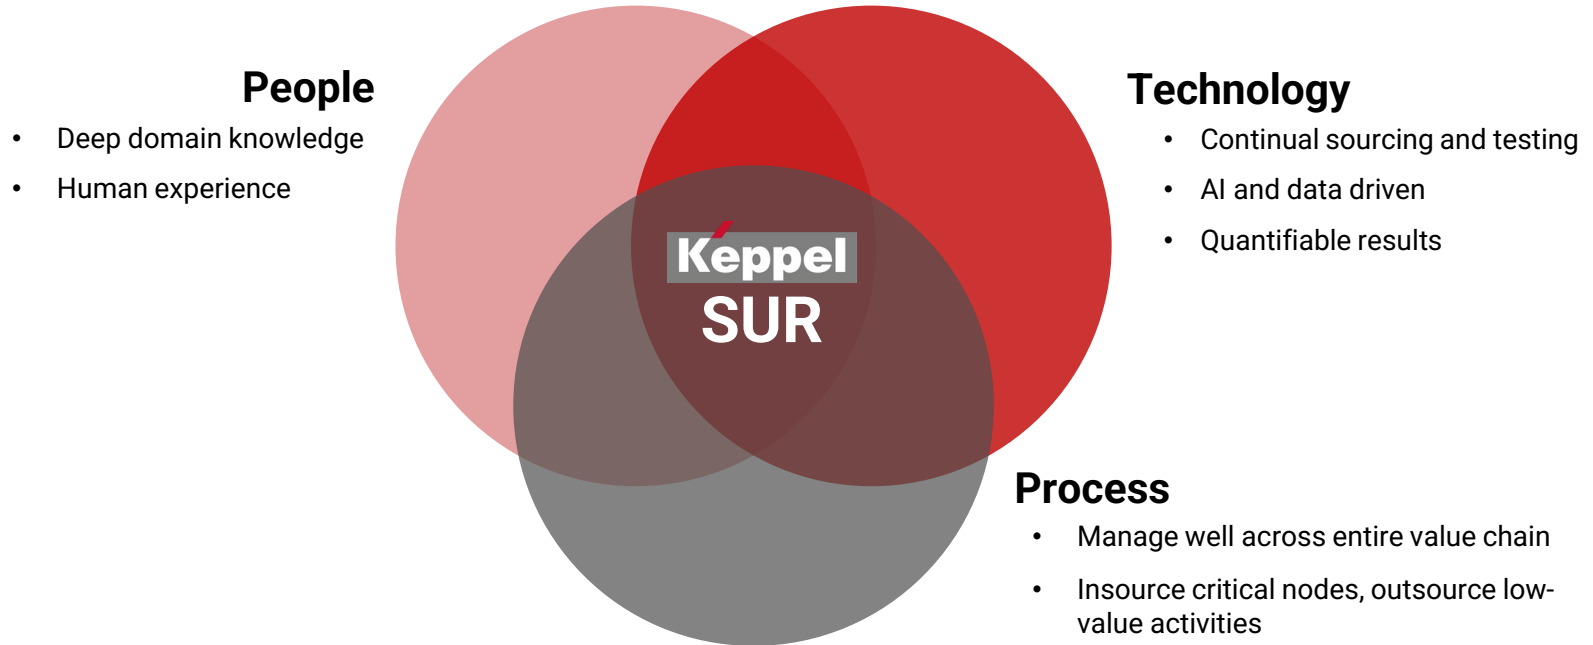 People
• Deep domain knowledge
• Human experience
Keppel
SUR
Technology
• Continual sourcing and testing
• AI and data driven
• Quantifiable results
Process
• Manage well across entire value chain
• Insource critical nodes, outsource low-
value activities